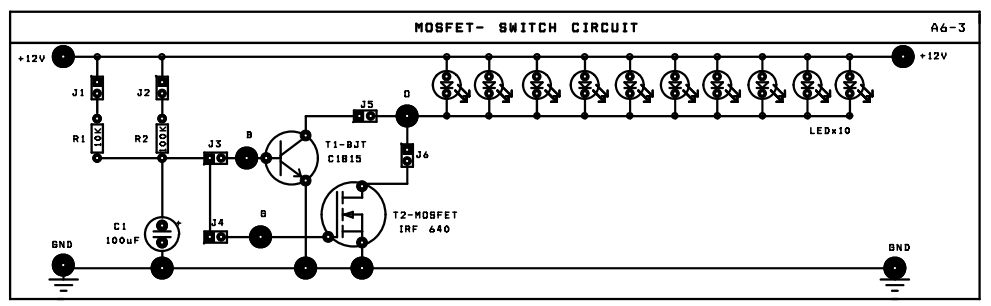 MOSFET- SWITCH CIRCUIT
A6-3
+12V
+12V
J1
J2
J5
D
R1
10K
R2
00K
J3
B
T1-BJT
C1815
J6
LEDx10
C1
100uF
+
J4
G
T2-MOSFET
IRF 640
GND
GND